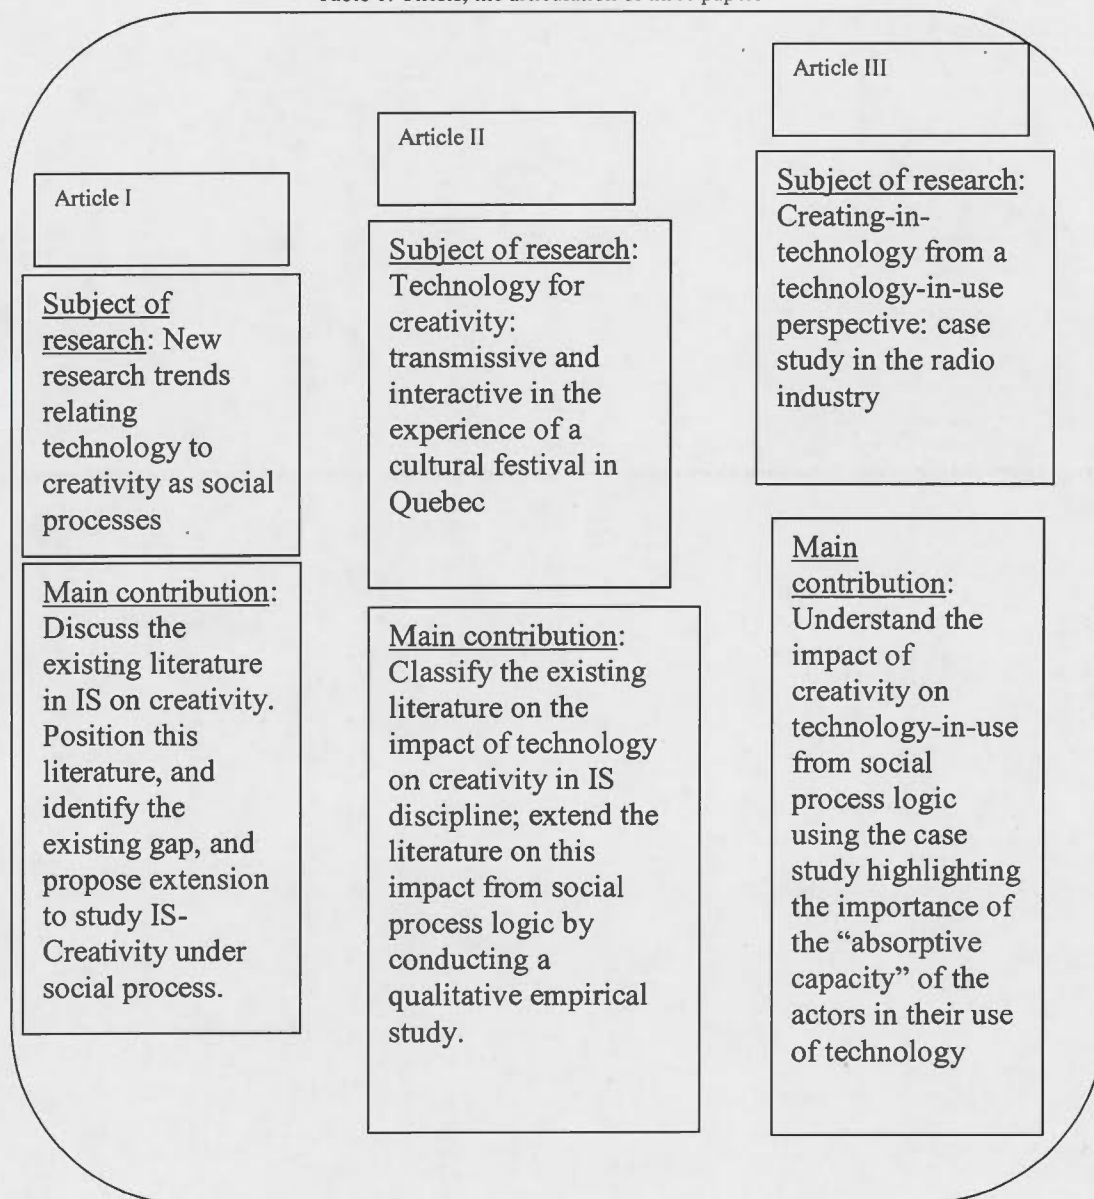 Thesis, the articulation of three papers
Article I
Subject of
research: New
research trends
relating
technology to
creativity as social
processes
Main contribution:
Discuss the
existing literature
in IS on creativity.
Position this
literature, and
identify the
existing gap, and
propose extension
to study IS-
Creativity under
social process.
Article II
Subject of research:
Technology for
creativity:
transmissive and
interactive in the
experience of a
cultural festival in
Quebec
Main contribution:
Classify the existing
literature on the
impact of technology
on creativity in IS
discipline; extend the
literature on this
impact from social
process logic by
conducting a
qualitative empirical
study.
Article III
Subject of research:
Creating-in-
technology from a
technology-in-use
perspective: case
study in the radio
industry
Main
contribution:
Understand the
impact of
creativity on
technology-in-use
from social
process logic
using the case
study highlighting
the importance of
the “absorptive
capacity” of the
actors in their use
of technology